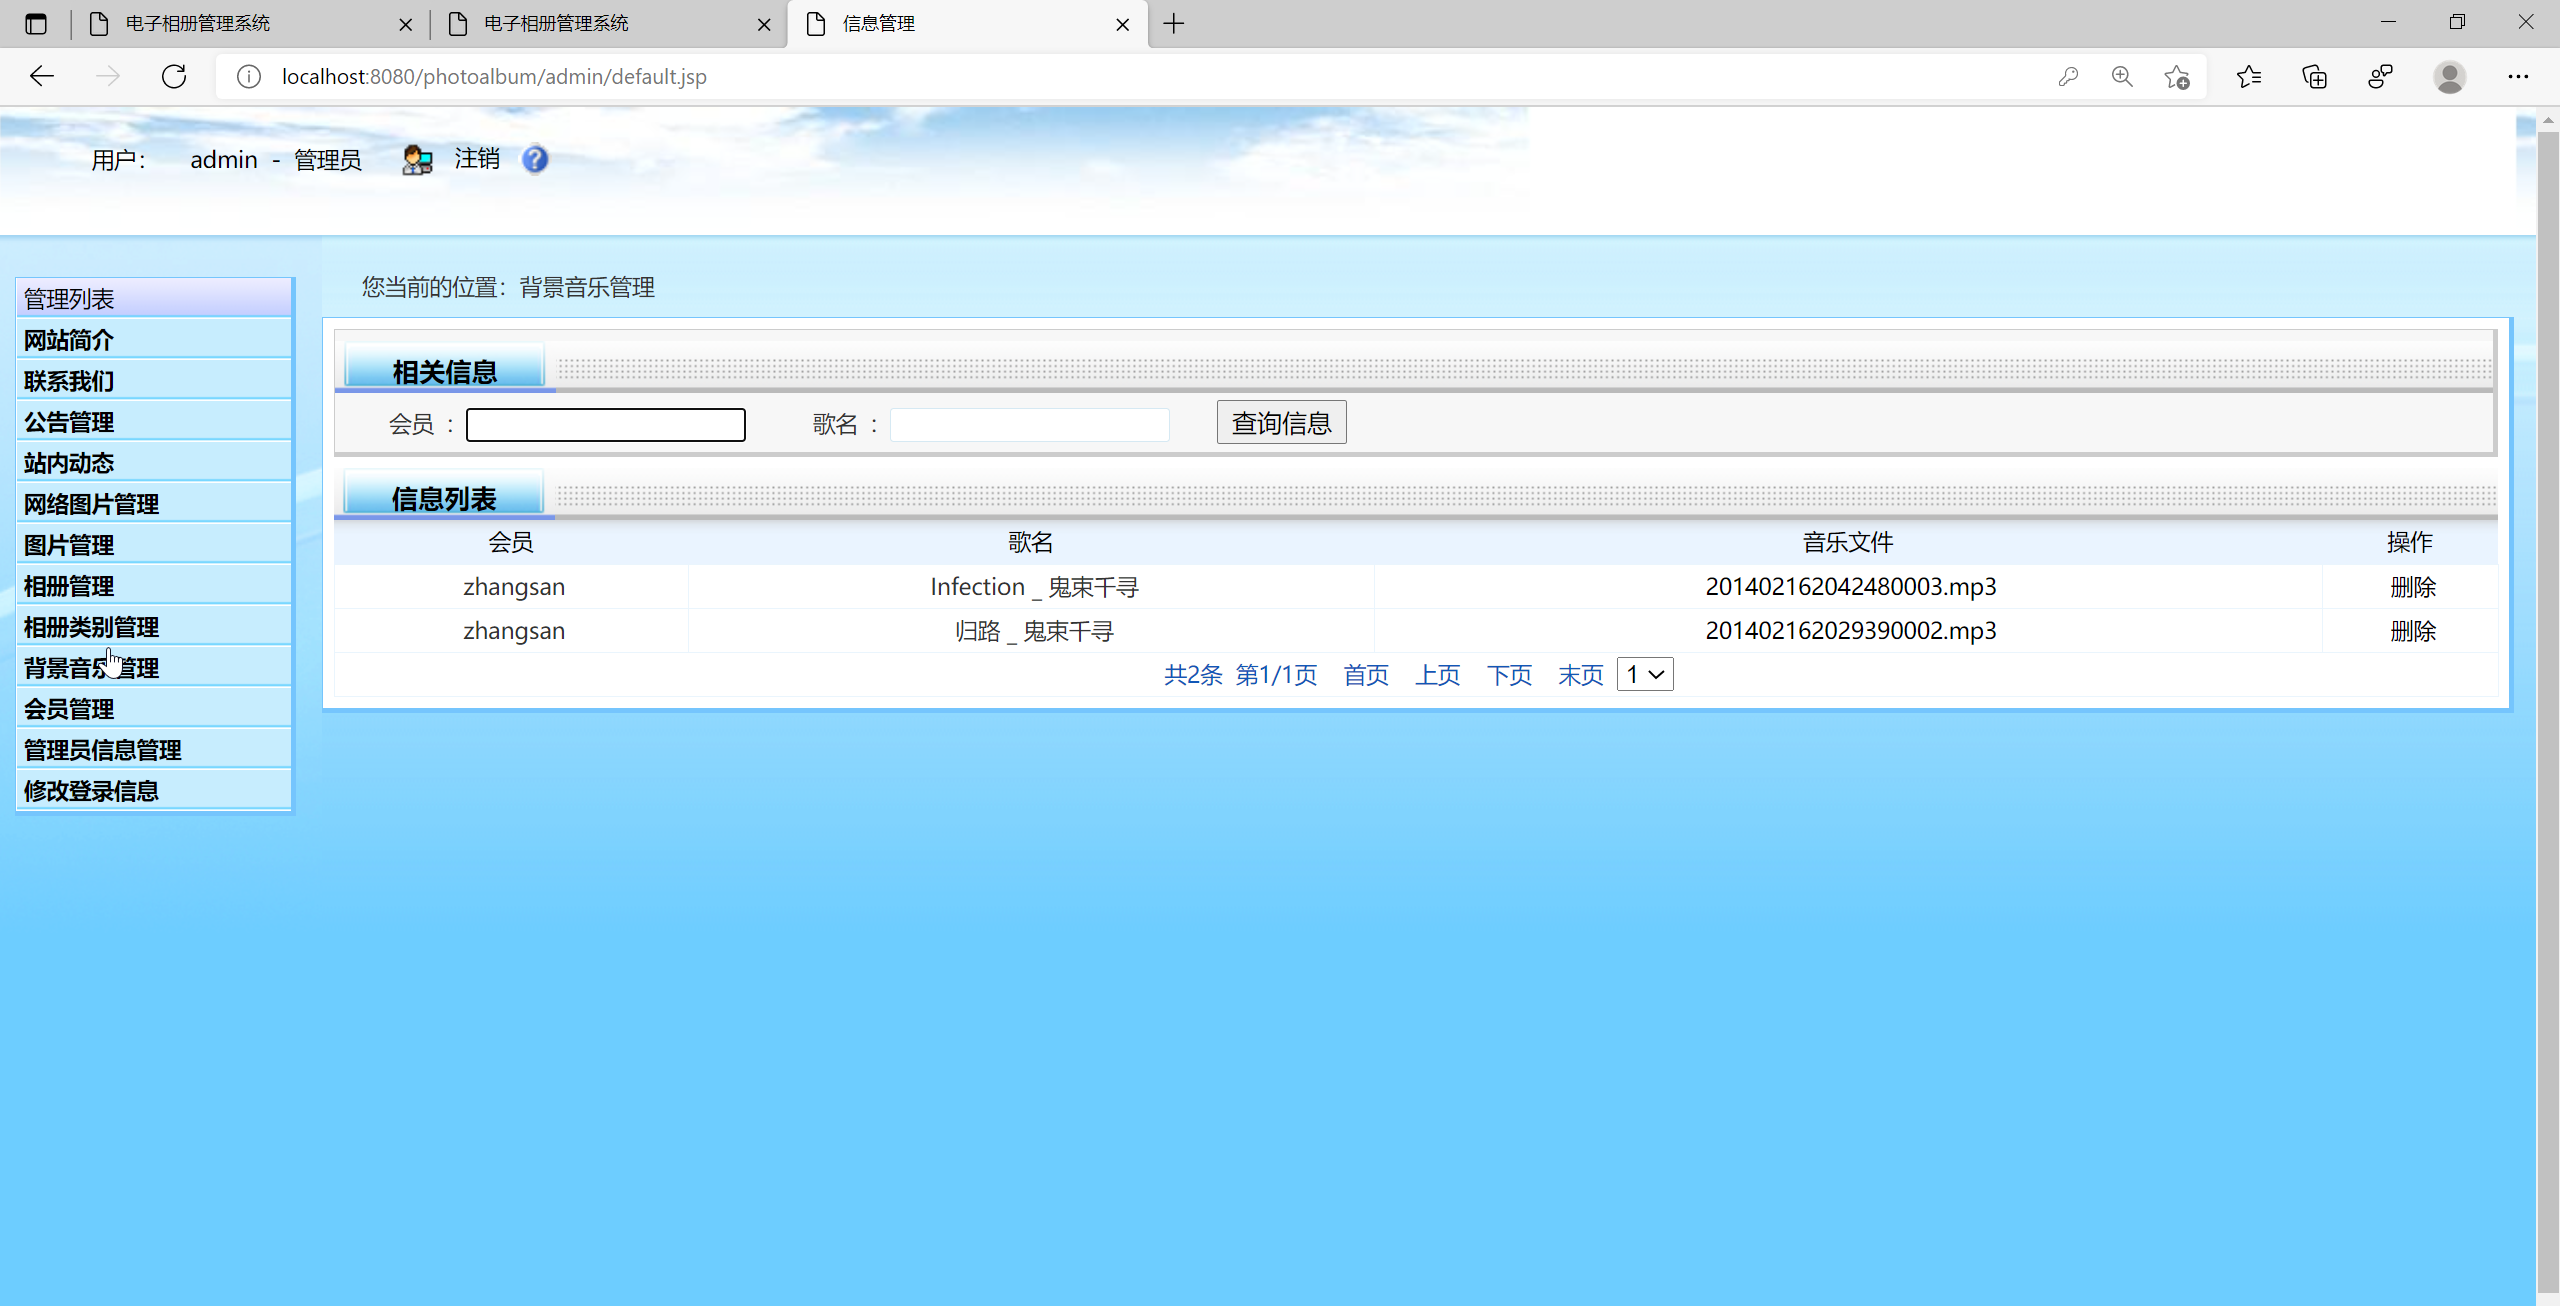 电子相册管理系统 电子相册管理系统 信息管理
localhost:8080/photoalbum/admin/default.jsp
用户： admin - 管理员 注销
您当前的位置：背景音乐管理
管理列表
网站简介
联系我们
公告管理
站内动态
网络图片管理
图片管理
相册管理
相册类别管理
背景音乐管理
会员管理
管理员信息管理
修改登录信息
相关信息
会员 : 歌名 : 查询信息
信息列表
会员 歌名 音乐文件 操作
zhangsan Infection _ 鬼束千寻 201402162042480003.mp3 删除
zhangsan 归路 _ 鬼束千寻 201402162029390002.mp3 删除
共2条 第1/1页 首页 上页 下页 末页 1